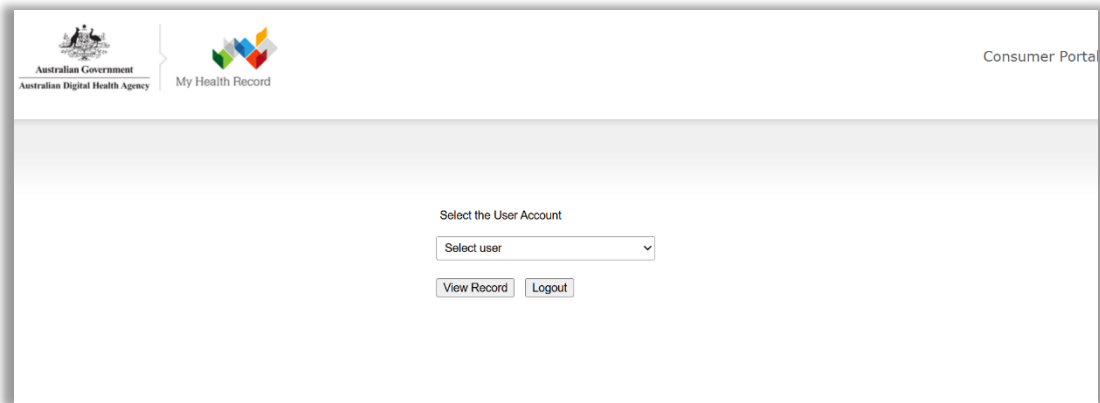 Australian Government
Australian Digital Health Agency
My Health Record
Consumer Portal
Select the User Account
Select user
View Record
Logout